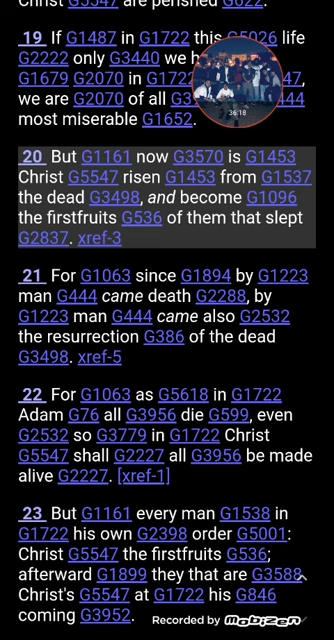 Christ G5547 are perished G622.
19 If G1487 in G1722 this G5026 life
G2222 only G3440 we h
G1679 G2070 in G1722 47,
we are G2070 of all G3 444
most miserable G1652.
36:18
20 But G1161 now G3570 is G1453
Christ G5547 risen G1453 from G1537
the dead G3498, and become G1096
the firstfruits G536 of them that slept
G2837. xref-3
21 For G1063 since G1894 by G1223
man G444 came death G2288, by
G1223 man G444 came also G2532
the resurrection G386 of the dead
G3498. xref-5
22 For G1063 as G5618 in G1722
Adam G76 all G3956 die G599, even
G2532 so G3779 in G1722 Christ
G5547 shall G2227 all G3956 be made
alive G2227. [xref-1]
23 But G1161 every man G1538 in
G1722 his own G2398 order G5001:
Christ G5547 the firstfruits G536;
afterward G1899 they that are G3588
Christ's G5547 at G1722 his G846
coming G3952.
Recorded by mobizen